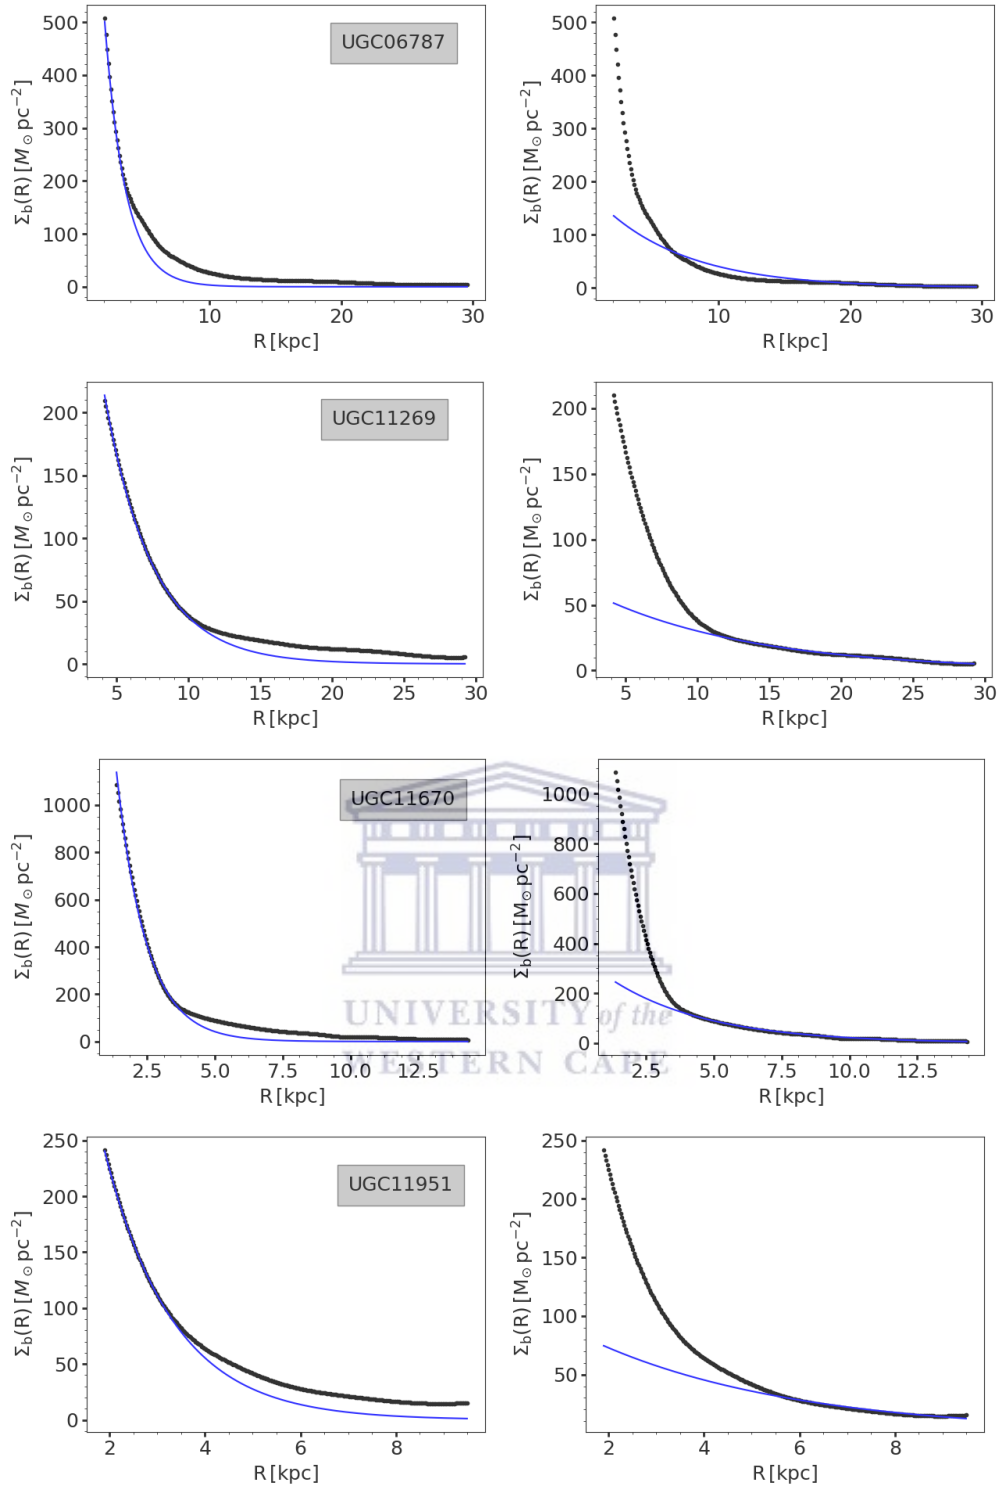 500
400
300
200
100
0
Σb(R) [M⊙pc−2]
UGC06787
10 20 30
R [kpc]
500
400
300
200
100
0
Σb(R) [M⊙pc−2]
10 20 30
R [kpc]
200
150
100
50
0
Σb(R) [M⊙pc−2]
UGC11269
5 10 15 20 25 30
R [kpc]
200
150
100
50
0
Σb(R) [M⊙pc−2]
5 10 15 20 25 30
R [kpc]
1000
800
600
400
200
0
Σb(R) [M⊙pc−2]
UGC11670
2.5 5.0 7.5 10.0 12.5
R [kpc]
1000
800
600
400
200
0
Σb(R) [M⊙pc−2]
2.5 5.0 7.5 10.0 12.5
R [kpc]
UNIVERSITY of the
WESTERN CAPE
250
200
150
100
50
0
Σb(R) [M⊙pc−2]
UGC11951
2 4 6 8
R [kpc]
250
200
150
100
50
Σb(R) [M⊙pc−2]
2 4 6 8
R [kpc]